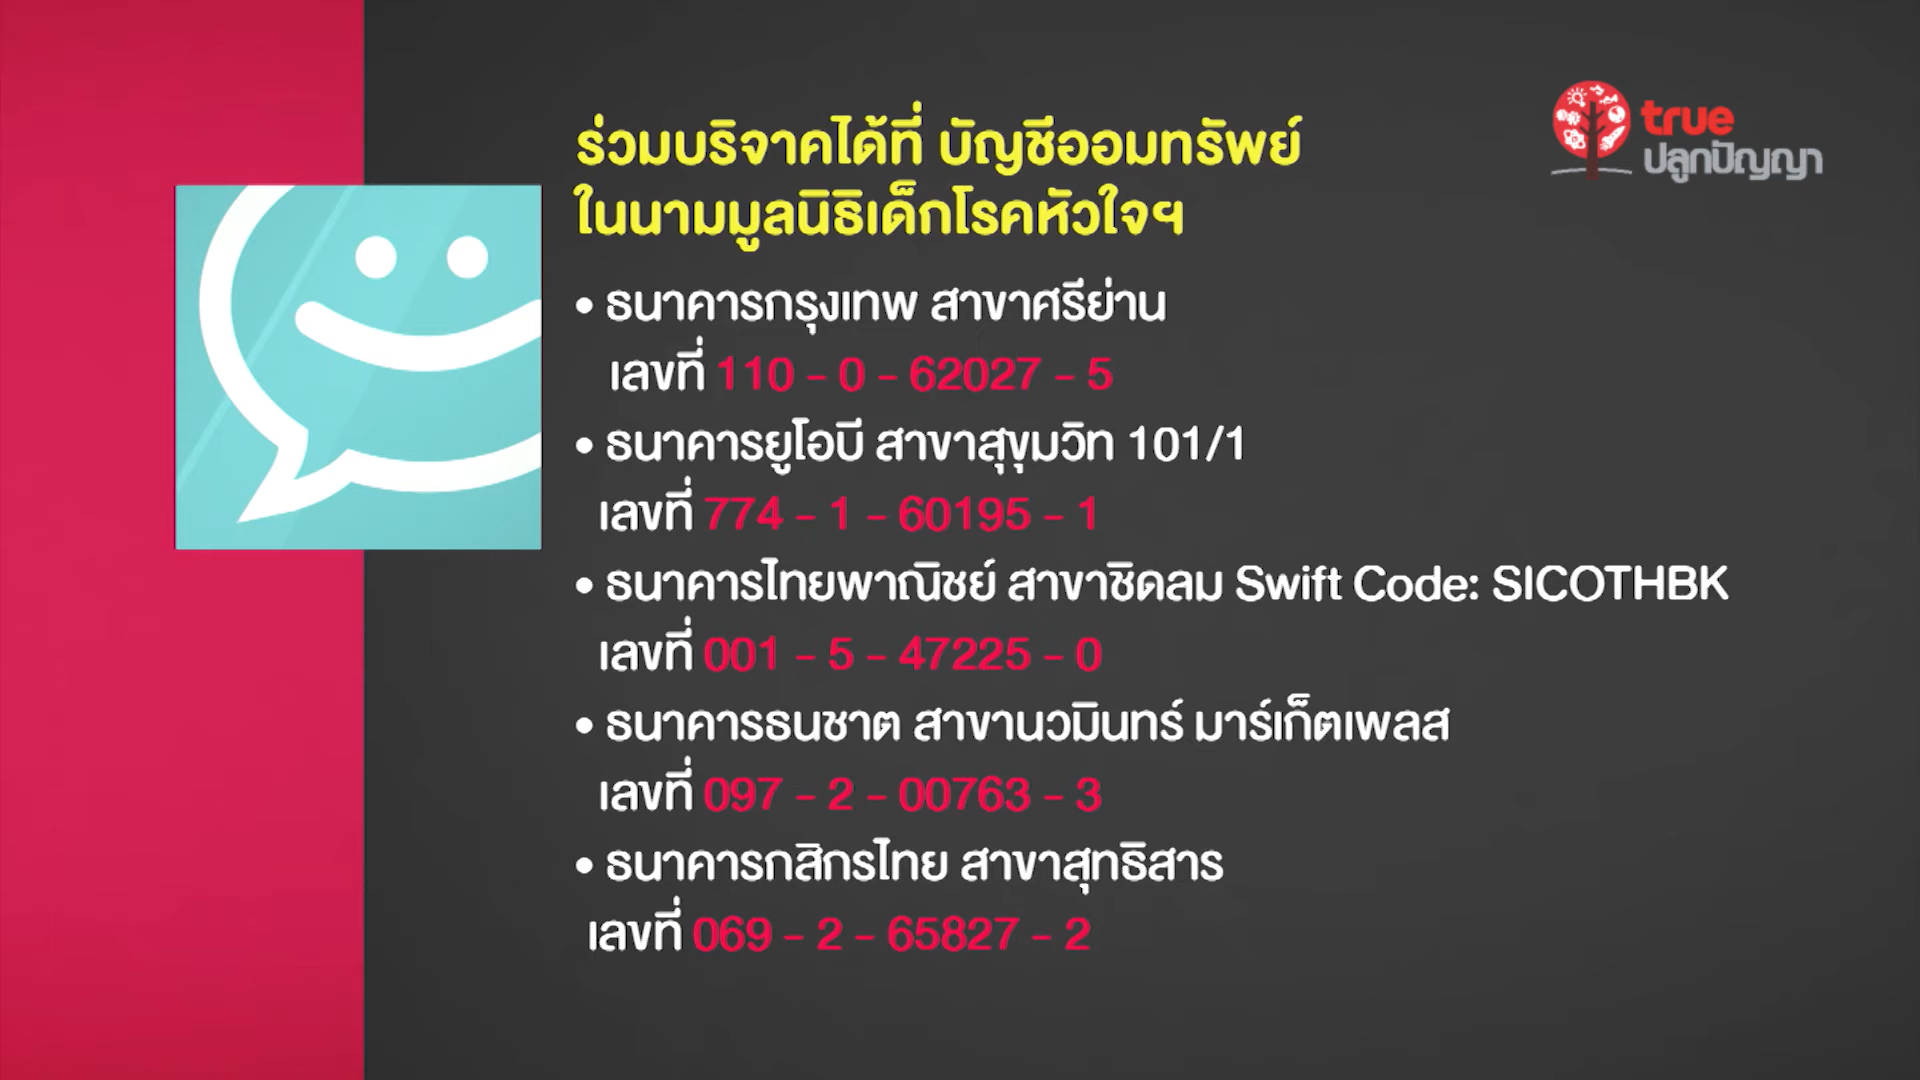 true
ปลูกปัญญา
ร่วมบริจาคได้ที่ บัญชีออมทรัพย์
ในนามมูลนิธิเด็กโรคหัวใจฯ
• ธนาคารกรุงเทพ สาขาศรีย่าน
เลขที่ 110 - 0 - 62027 - 5
• ธนาคารยูโอบี สาขาสุขุมวิท 101/1
เลขที่ 774 - 1 - 60195 - 1
• ธนาคารไทยพาณิชย์ สาขาชิดลม Swift Code: SICOTHBK
เลขที่ 001 - 5 - 47225 - 0
• ธนาคารธนชาต สาขานวมินทร์ มาร์เก็ตเพลส
เลขที่ 097 - 2 - 00763 - 3
• ธนาคารกสิกรไทย สาขาสุทธิสาร
เลขที่ 069 - 2 - 65827 - 2